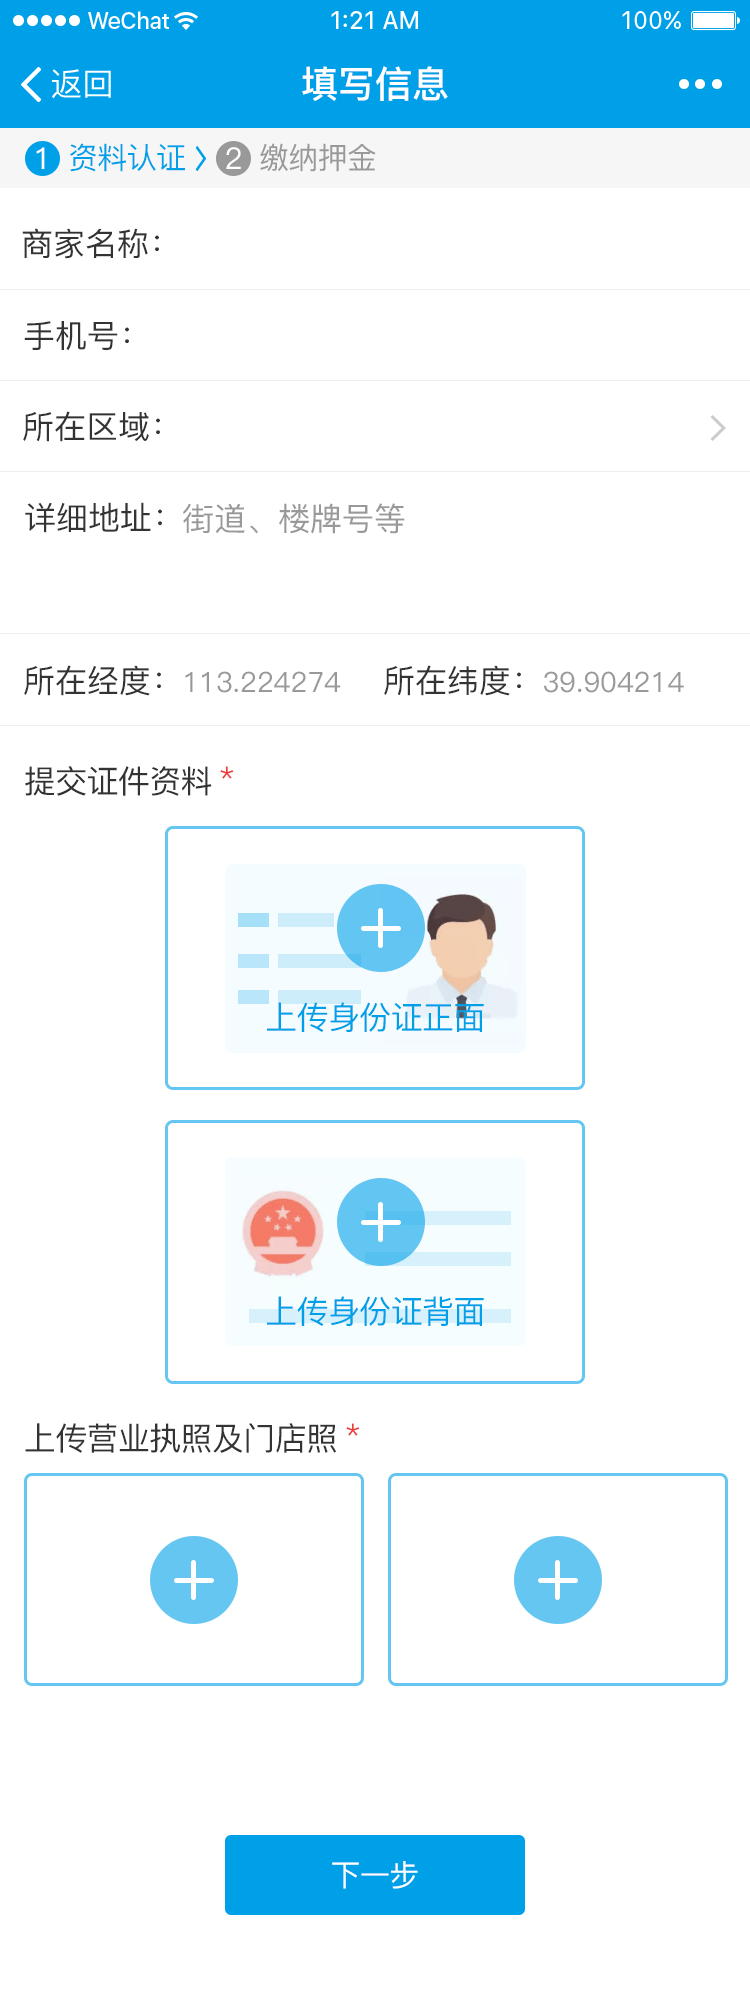 WeChat 1:21 AM 100%
返回 填写信息
1 资料认证 2 缴纳押金
商家名称：
手机号：
所在区域：
详细地址： 街道、楼牌号等
所在经度： 113.224274 所在纬度： 39.904214
提交证件资料 *
上传身份证正面
上传身份证背面
上传营业执照及门店照 *
下一步